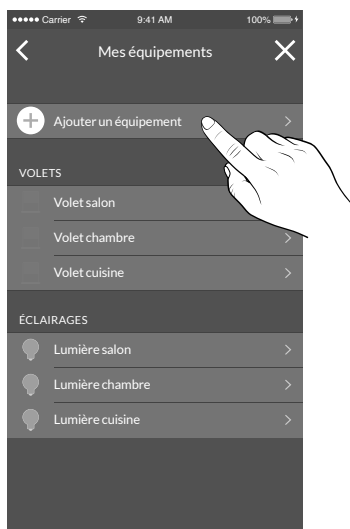 Carrier 9:41 AM 100%
Mes équipements
Ajouter un équipement
VOLETS
Volet salon
Volet chambre
Volet cuisine
ÉCLAIRAGES
Lumière salon
Lumière chambre
Lumière cuisine